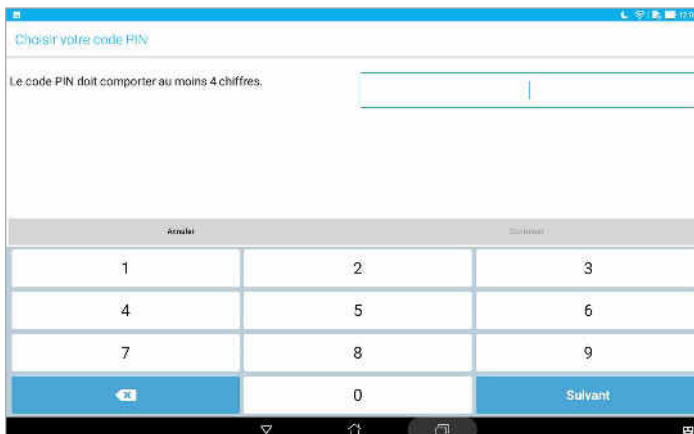 Choisir votre code PIN
Le code PIN doit comporter au moins 4 chiffres.
Annuler
1 2 3
4 5 6
7 8 9
0 Suivant